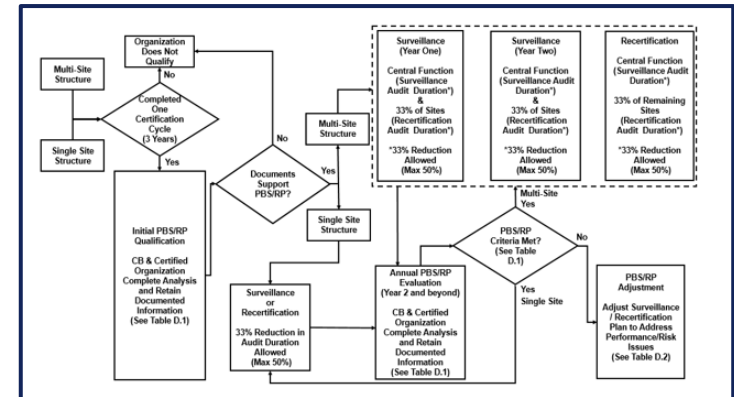 Organization
Does Not
Qualify
Multi-Site
Structure
No
Completed
One
Certification
Cycle
(3 Years)
Single Site
Structure
Yes
Initial PBS/RP
Qualification
CB & Certified
Organization
Complete Analysis
and Retain
Documented
Information
(See Table D.1)
No
Documents
Support
PBS/RP?
Yes
Multi-Site
Structure
Single Site
Structure
Surveillance
or
Recertification
33% Reduction in
Audit Duration
Allowed
(Max 50%)
Surveillance
(Year One)
Central Function
(Surveillance
Audit Duration*)
&
33% of Sites
(Recertification
Audit Duration*)
*33% Reduction
Allowed
(Max 50%)
Surveillance
(Year Two)
Central Function
(Surveillance
Audit Duration*)
&
33% of Sites
(Recertification
Audit Duration*)
*33% Reduction
Allowed
(Max 50%)
Recertification
Central Function
(Surveillance Audit
Duration*)
33% of Remaining
Sites
(Recertification
Audit Duration*)
*33% Reduction
Allowed
(Max 50%)
Annual PBS/RP
Evaluation
(Year 2 and beyond)
CB & Certified
Organization
Complete Analysis
and Retain
Documented
Information
(See Table D.1)
Multi-Site
Yes
PBS/RP
Criteria Met?
(See Table
D.1)
No
Yes
Single Site
PBS/RP
Adjustment
Adjust Surveillance
/ Recertification
Plan to Address
Performance/Risk
Issues
(See Table D.2)